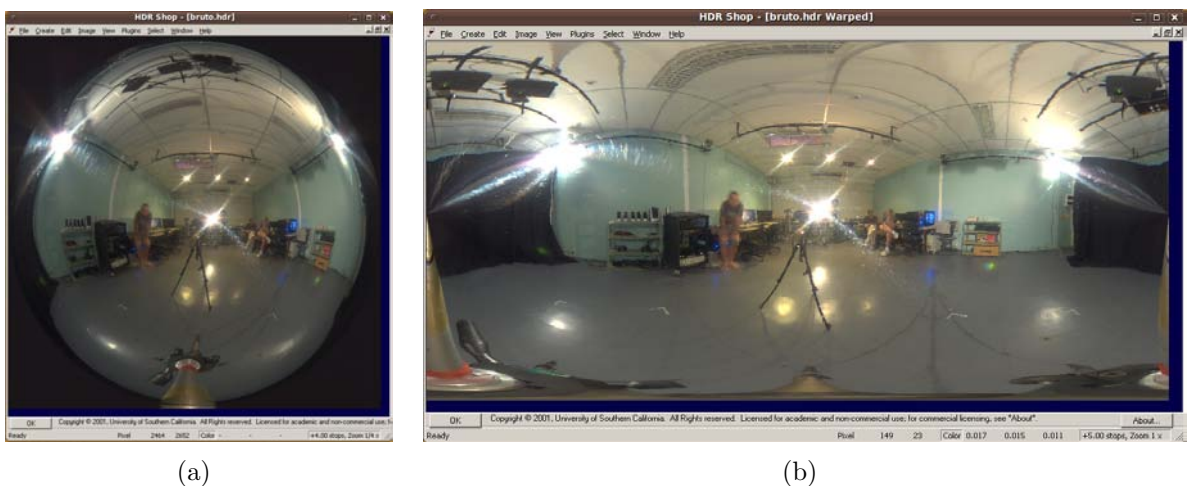 HDR Shop - [bruto.hdr]
File Create Edit Image View Plugins Select Window Help
OK Copyright © 2001, University of Southern California. All Rights reserved. Licensed for academic and non-commercial use;
Ready Pixel 2464 2652 Color - - - +4.00 stops, Zoom 1/4 x
(a)
HDR Shop - [bruto.hdr Warped]
File Create Edit Image View Plugins Select Window Help
OK Copyright © 2001, University of Southern California. All Rights reserved. Licensed for academic and non-commercial use; for commercial licensing, see "About". About...
Ready Pixel 149 23 Color 0.017 0.015 0.011 +5.00 stops, Zoom 1 x
(b)